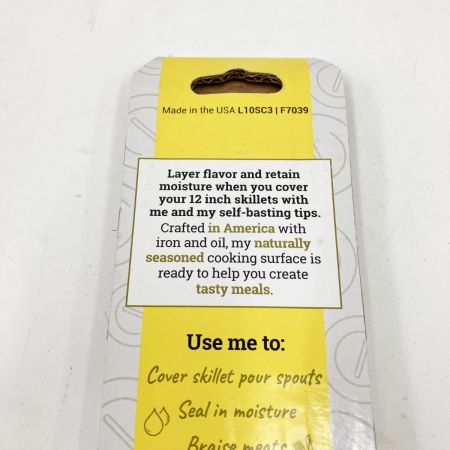 Made in the USA L10SC3 | F7039
Layer flavor and retain
moisture when you cover
your 12 inch skillets with
me and my self-basting tips.
Crafted in America with
iron and oil, my naturally
seasoned cooking surface is
ready to help you create
tasty meals.
Use me to:
Cover skillet pour spouts
Seal in moisture
Braise meats